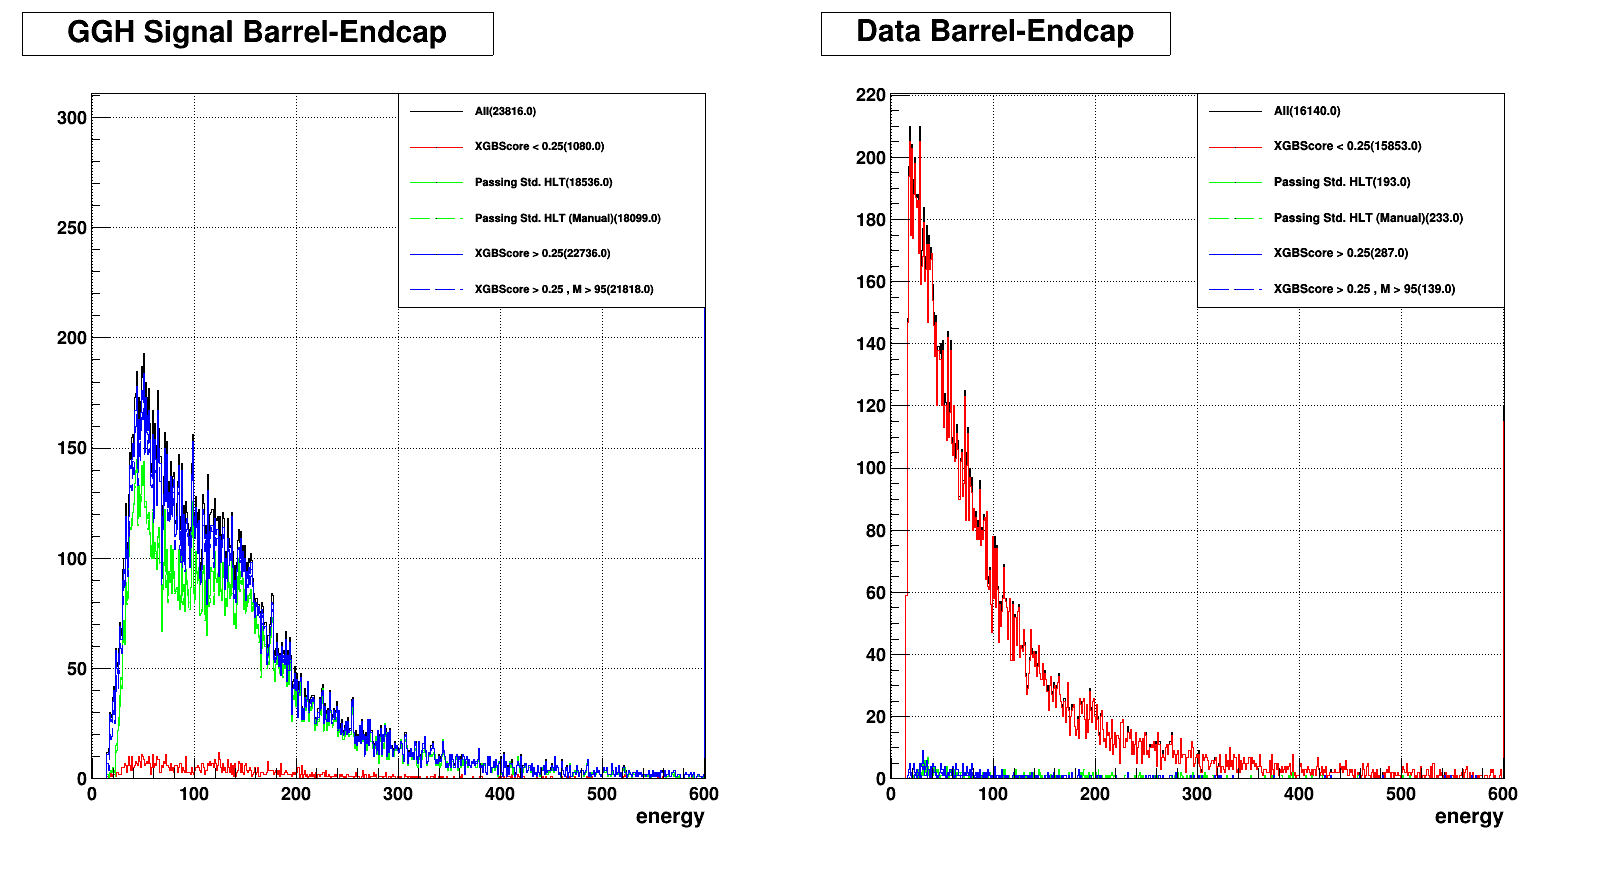 GGH Signal Barrel-Endcap
300
250
200
150
100
50
0
0 100 200 300 400 500 600
energy
All(23816.0)
XGBScore < 0.25(1080.0)
Passing Std. HLT(18536.0)
Passing Std. HLT (Manual)(18099.0)
XGBScore > 0.25(22736.0)
XGBScore > 0.25 , M > 95(21818.0)
Data Barrel-Endcap
220
200
180
160
140
120
100
80
60
40
20
0
0 100 200 300 400 500 600
energy
All(16140.0)
XGBScore < 0.25(15853.0)
Passing Std. HLT(193.0)
Passing Std. HLT (Manual)(233.0)
XGBScore > 0.25(287.0)
XGBScore > 0.25 , M > 95(139.0)